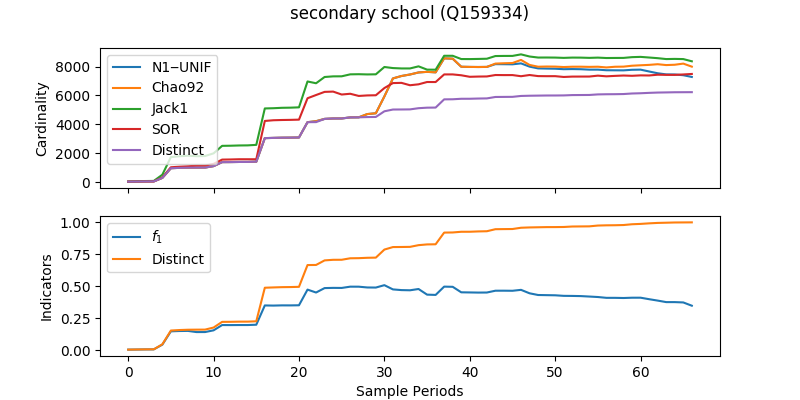 secondary school (Q159334)
Cardinality
8000
6000
4000
2000
0
N1−UNIF
Chao92
Jack1
SOR
Distinct
Indicators
1.00
0.75
0.50
0.25
0.00
f1
Distinct
0 10 20 30 40 50 60
Sample Periods